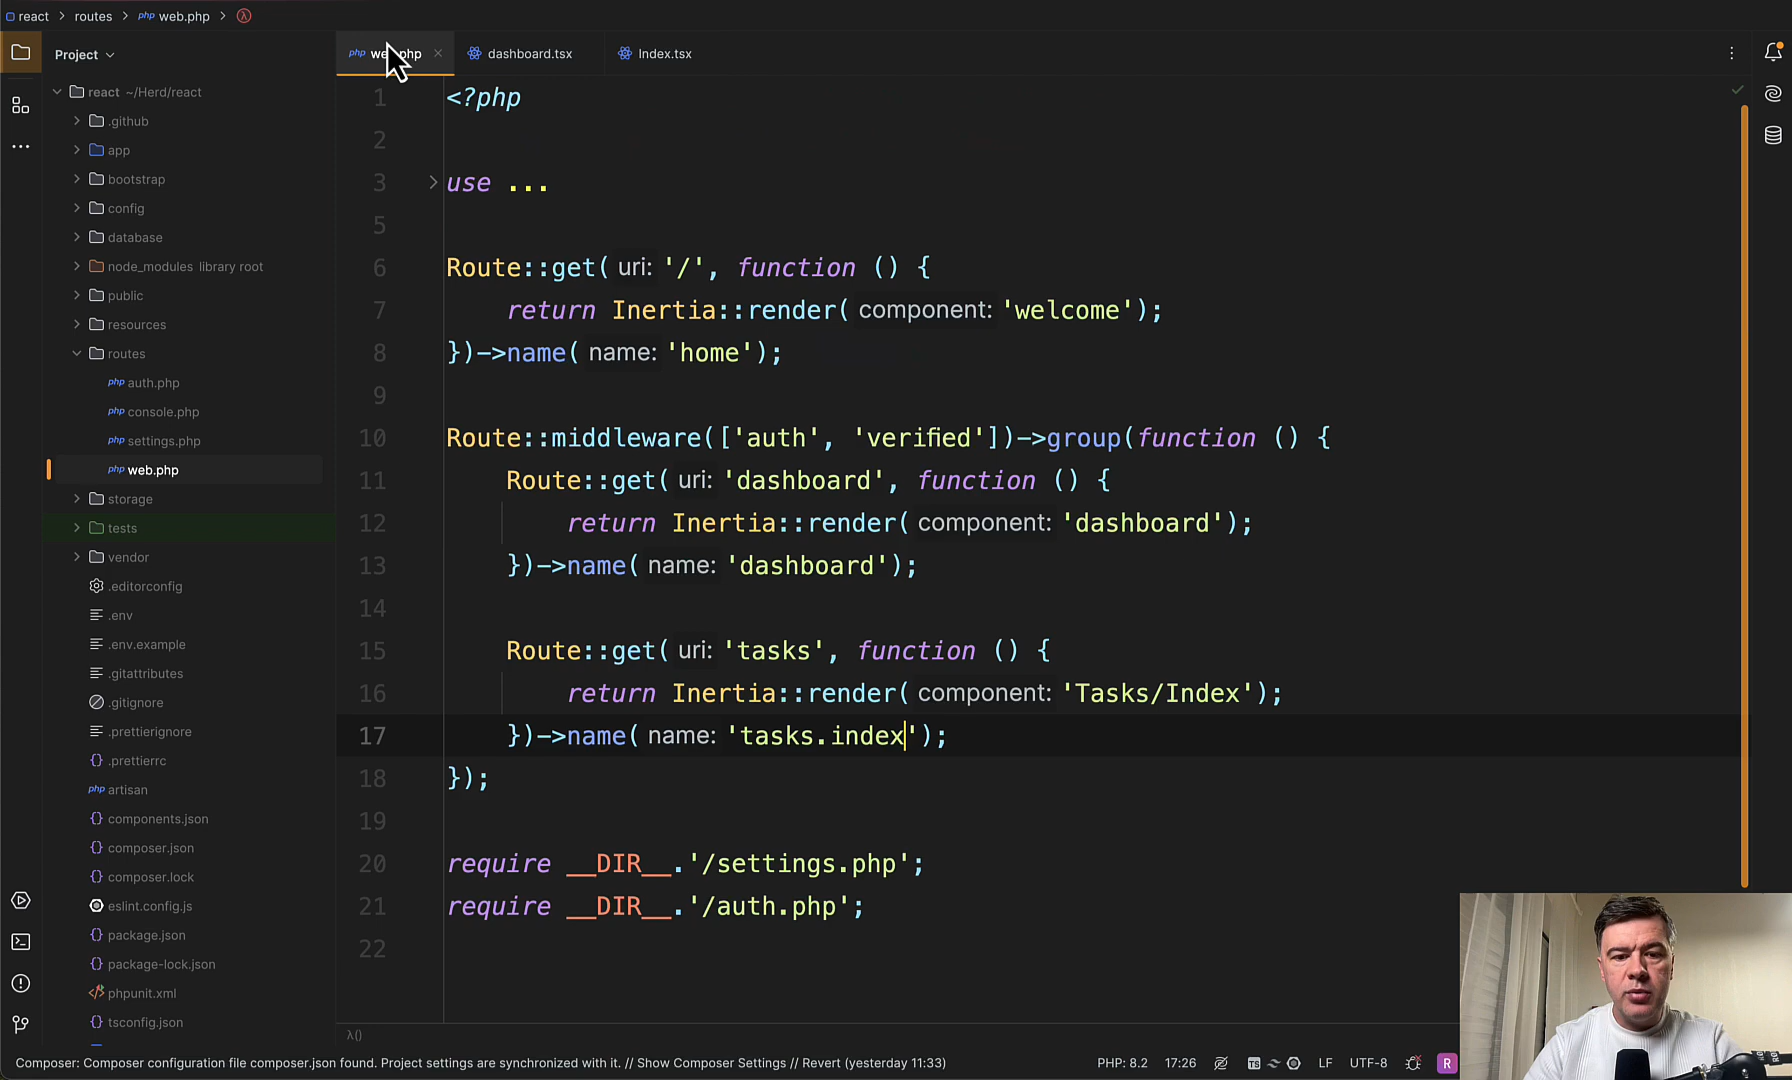 react > routes > php web.php >
Project
php web.php
dashboard.tsx
Index.tsx
react ~/Herd/react
.github
app
bootstrap
config
database
node_modules library root
public
resources
routes
php auth.php
php console.php
php settings.php
php web.php
storage
tests
vendor
.editorconfig
.env
.env.example
.gitattributes
.gitignore
.prettierignore
.prettierrc
php artisan
components.json
composer.json
composer.lock
eslint.config.js
package.json
package-lock.json
phpunit.xml
tsconfig.json
1 <?php
2
3 use ...
5
6 Route::get( uri: '/', function () {
7 return Inertia::render( component: 'welcome');
8 })->name( name: 'home');
9
10 Route::middleware(['auth', 'verified'])->group(function () {
11 Route::get( uri: 'dashboard', function () {
12 return Inertia::render( component: 'dashboard');
13 })->name( name: 'dashboard');
14
15 Route::get( uri: 'tasks', function () {
16 return Inertia::render( component: 'Tasks/Index');
17 })->name( name: 'tasks.index');
18 });
19
20 require __DIR__.'/settings.php';
21 require __DIR__.'/auth.php';
22
λ()
Composer: Composer configuration file composer.json found. Project settings are synchronized with it. // Show Composer Settings // Revert (yesterday 11:33)
PHP: 8.2
17:26
TS
LF
UTF-8
R